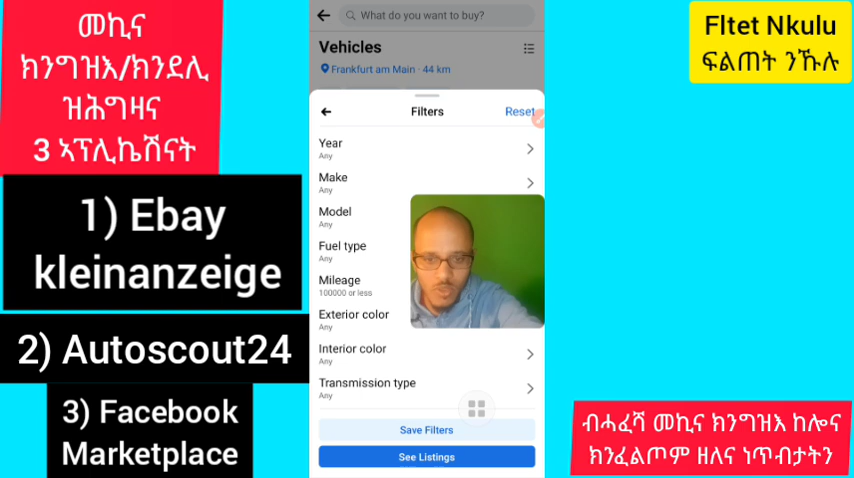 መኪና
ክንግዝእ/ክንደሊ
ዝሕግዛና
3 ኣፕሊኬሽናት
1) Ebay
kleinanzeige
2) Autoscout24
3) Facebook
Marketplace
What do you want to buy?
Vehicles
Frankfurt am Main · 44 km
Filters
Reset
Year
Any
Make
Any
Model
Any
Fuel type
Any
Mileage
100000 or less
Exterior color
Any
Interior color
Any
Transmission type
Any
Save Filters
See Listings
Fltet Nkulu
ፍልጠት ንኹሉ
ብሓፈሻ መኪና ክንግዝእ ከሎና
ክንፈልጦም ዘለና ነጥብታትን